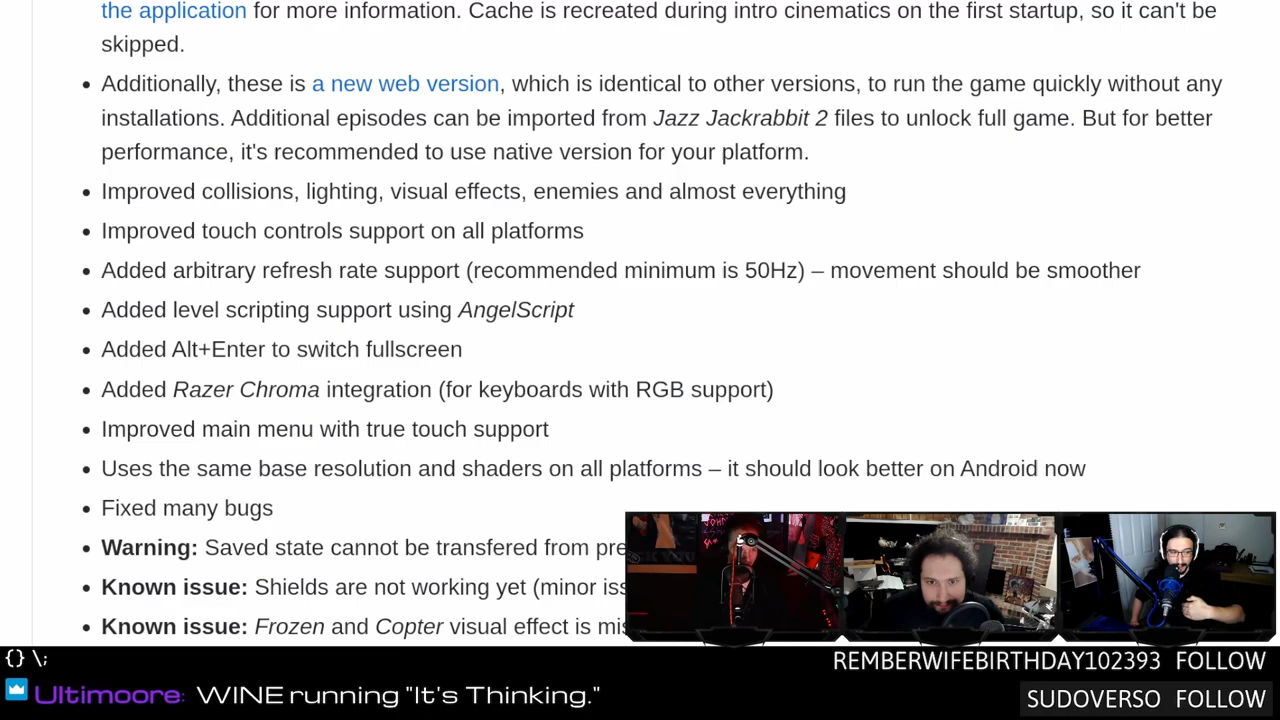 the application for more information. Cache is recreated during intro cinematics on the first startup, so it can't be
skipped.
• Additionally, these is a new web version, which is identical to other versions, to run the game quickly without any
installations. Additional episodes can be imported from Jazz Jackrabbit 2 files to unlock full game. But for better
performance, it's recommended to use native version for your platform.
• Improved collisions, lighting, visual effects, enemies and almost everything
• Improved touch controls support on all platforms
• Added arbitrary refresh rate support (recommended minimum is 50Hz) – movement should be smoother
• Added level scripting support using AngelScript
• Added Alt+Enter to switch fullscreen
• Added Razer Chroma integration (for keyboards with RGB support)
• Improved main menu with true touch support
• Uses the same base resolution and shaders on all platforms – it should look better on Android now
• Fixed many bugs
• Warning: Saved state cannot be transfered from pre
• Known issue: Shields are not working yet (minor iss
• Known issue: Frozen and Copter visual effect is mis
{} \;
REMBERWIFEBIRTHDAY102393 FOLLOW
Ultimoore: WINE running "It's Thinking."
SUDOVERSO FOLLOW